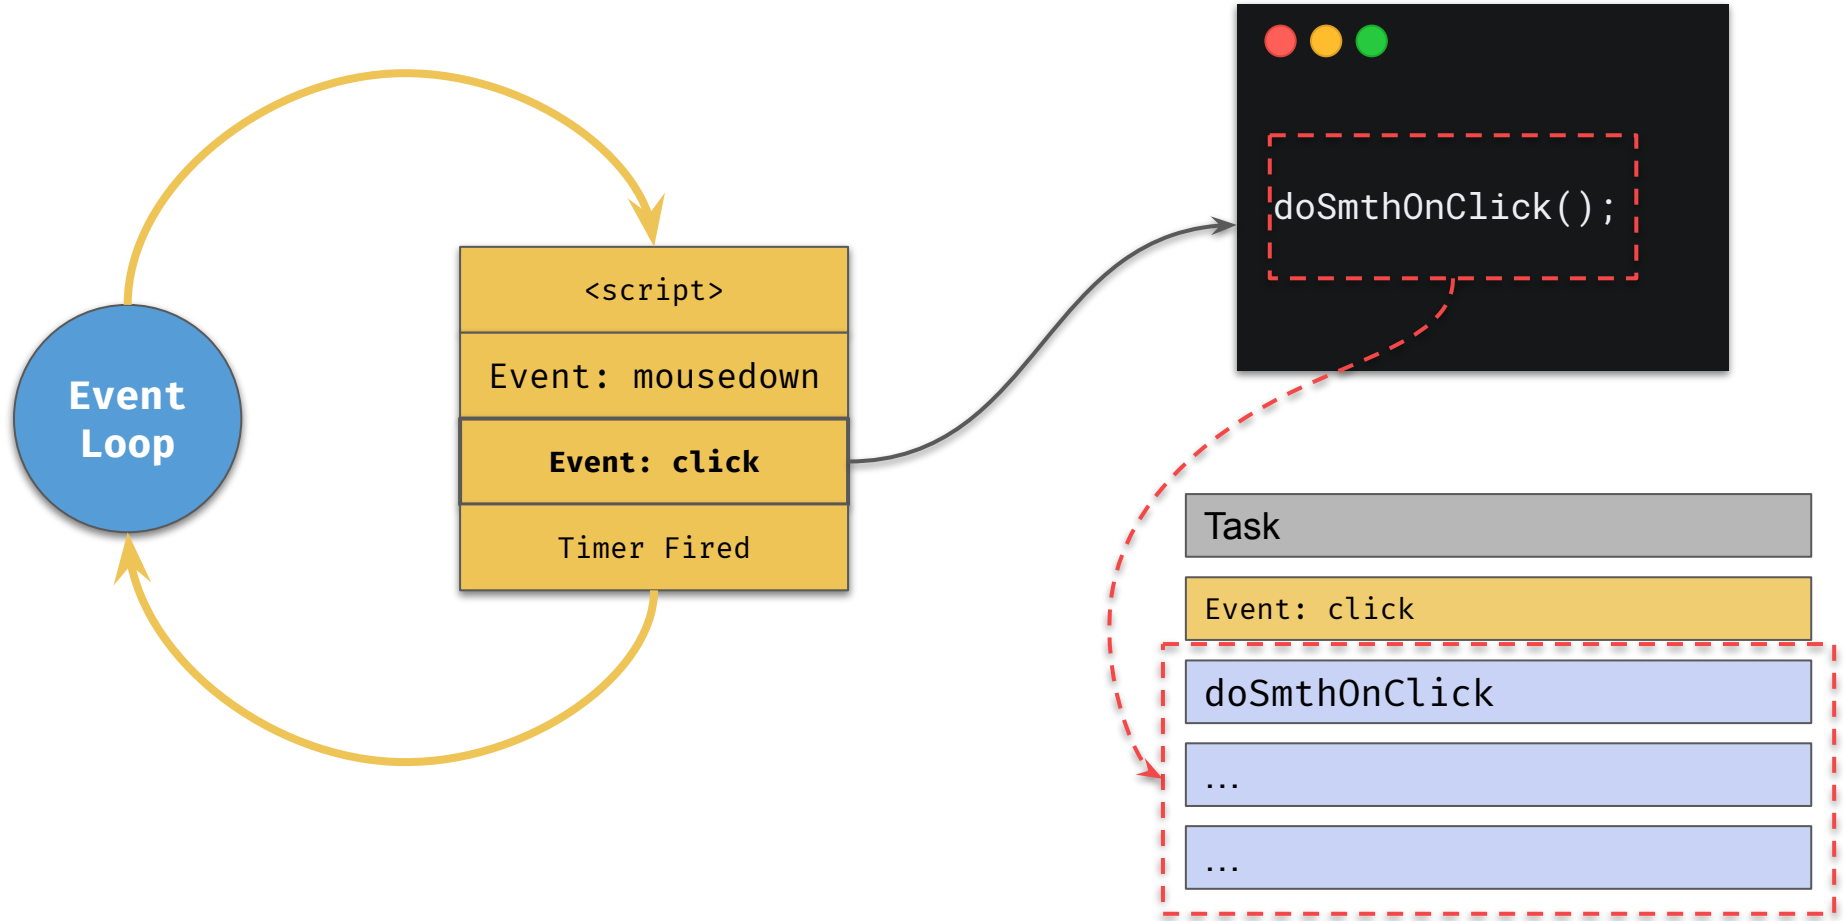 Event
Loop
<script>
Event: mousedown
Event: click
Timer Fired
doSmthOnClick();
Task
Event: click
doSmthOnClick
...
...